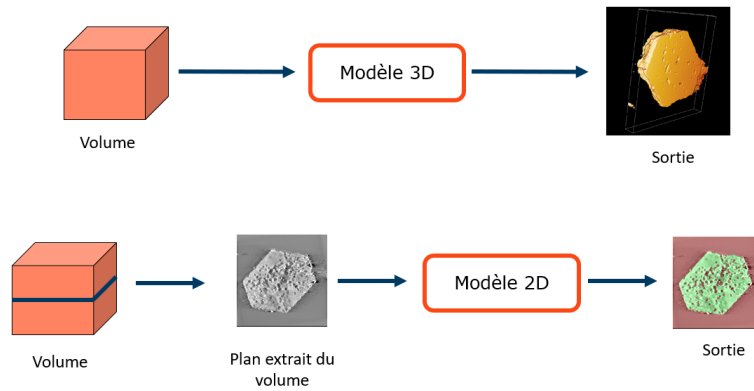 Modèle 3D
Volume
Sortie
Modèle 2D
Volume
Plan extrait du
volume
Sortie